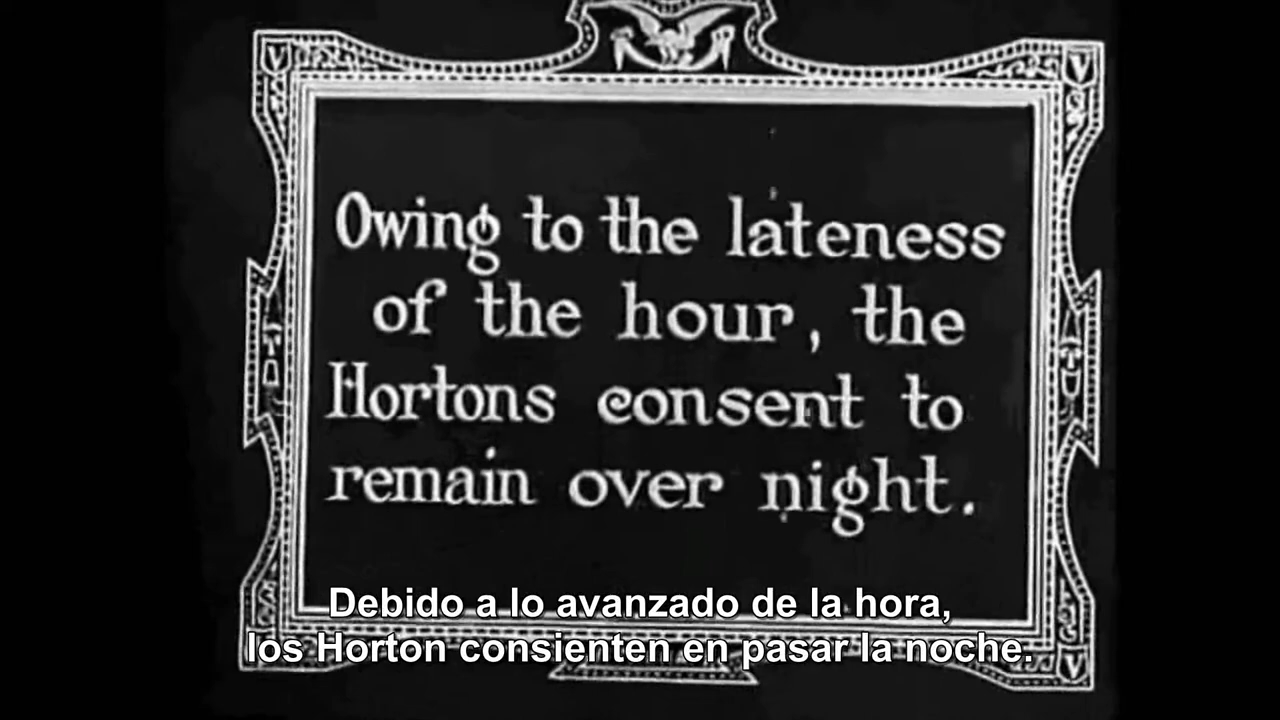 Owing to the lateness
of the hour, the
Hortons consent to
remain over night.
Debido a lo avanzado de la hora,
los Horton consienten en pasar la noche.